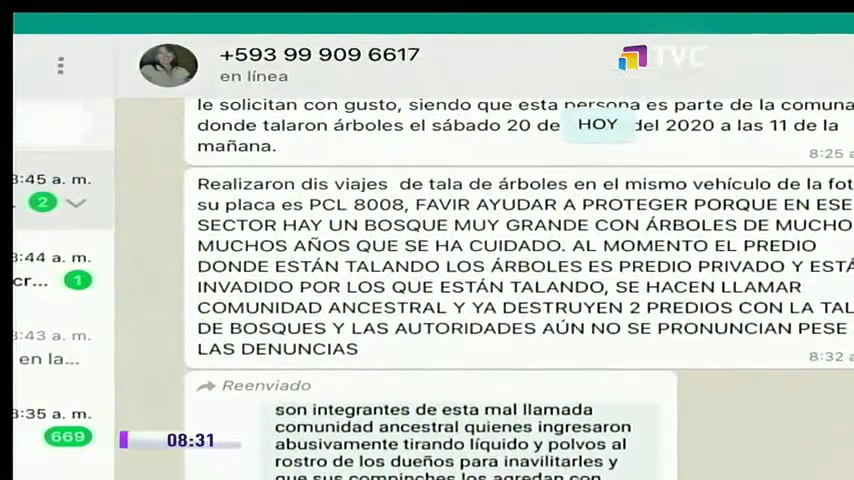 +593 99 909 6617
en línea
TVC
le solicitan con gusto, siendo que esta persona es parte de la comuna
donde talaron árboles el sábado 20 de
HOY
del 2020 a las 11 de la
mañana.
8:25 a
Realizaron dis viajes de tala de árboles en el mismo vehículo de la fot
su placa es PCL 8008, FAVIR AYUDAR A PROTEGER PORQUE EN ESE
SECTOR HAY UN BOSQUE MUY GRANDE CON ÁRBOLES DE MUCHO
MUCHOS AÑOS QUE SE HA CUIDADO. AL MOMENTO EL PREDIO
DONDE ESTÁN TALANDO LOS ÁRBOLES ES PREDIO PRIVADO Y ESTÁ
INVADIDO POR LOS QUE ESTÁN TALANDO, SE HACEN LLAMAR
COMUNIDAD ANCESTRAL Y YA DESTRUYEN 2 PREDIOS CON LA TAL
DE BOSQUES Y LAS AUTORIDADES AÚN NO SE PRONUNCIAN PESE
LAS DENUNCIAS
8:32 a
Reenviado
son integrantes de esta mal llamada
comunidad ancestral quienes ingresaron
abusivamente tirando líquido y polvos al
rostro de los dueños para inavilitarles y
que sus compinches los agredan con
8:45 a. m.
2
8:44 a. m.
cr... 1
8:43 a. m.
en la...
8:35 a. m.
669
08:31